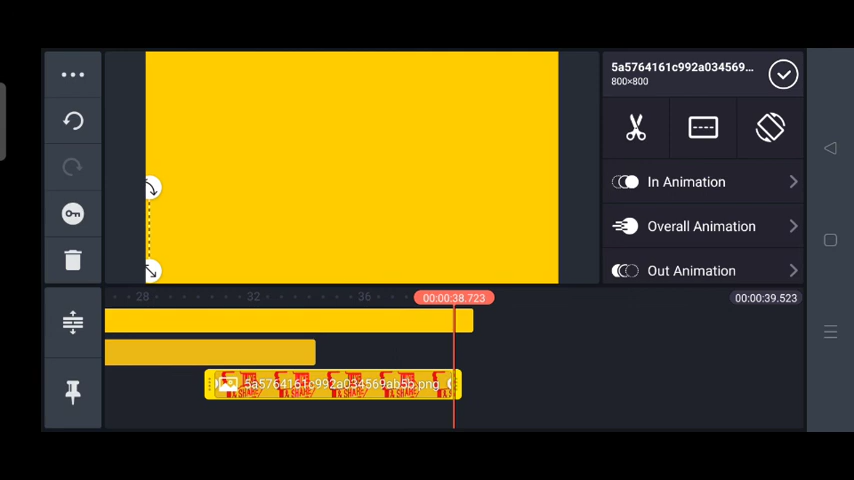 5a5764161c992a034569...
800×800
In Animation
Overall Animation
Out Animation
28
32
36
00:00:38.723
00:00:39.523
5a5764161c992a034569ab5b.png